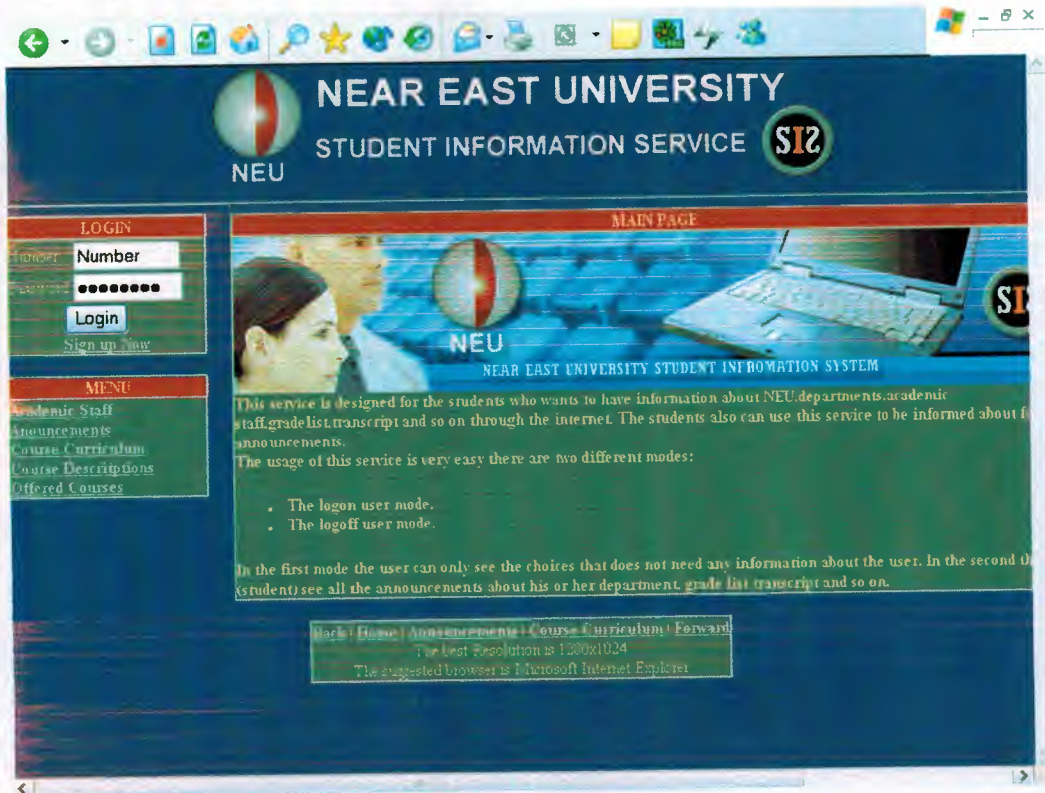 NEAR EAST UNIVERSITY
STUDENT INFORMATION SERVICE
SIS
NEU
LOGIN
Number
Number
Password
Login
Sign up Now
MENU
Academic Staff
Anouncements
Course Curriculum
Course Descriptions
Offered Courses
MAIN PAGE
NEU
SIS
NEAR EAST UNIVERSITY STUDENT INFROMATION SYSTEM
This service is designed for the students who wants to have information about NEU,departments,academic
staff,gradelist,transcript and so on through the internet. The students also can use this service to be informed about
announcements.
The usage of this service is very easy there are two different modes:
The logon user mode.
The logoff user mode.
In the first mode the user can only see the choices that does not need any information about the user. In the second
(student) see all the announcements about his or her department, grade list transcript and so on.
Back | Home | Announcements | Course Curriculum | Forward
The Best Resolution is 1280x1024
The suggested browser is Microsoft Internet Explorer